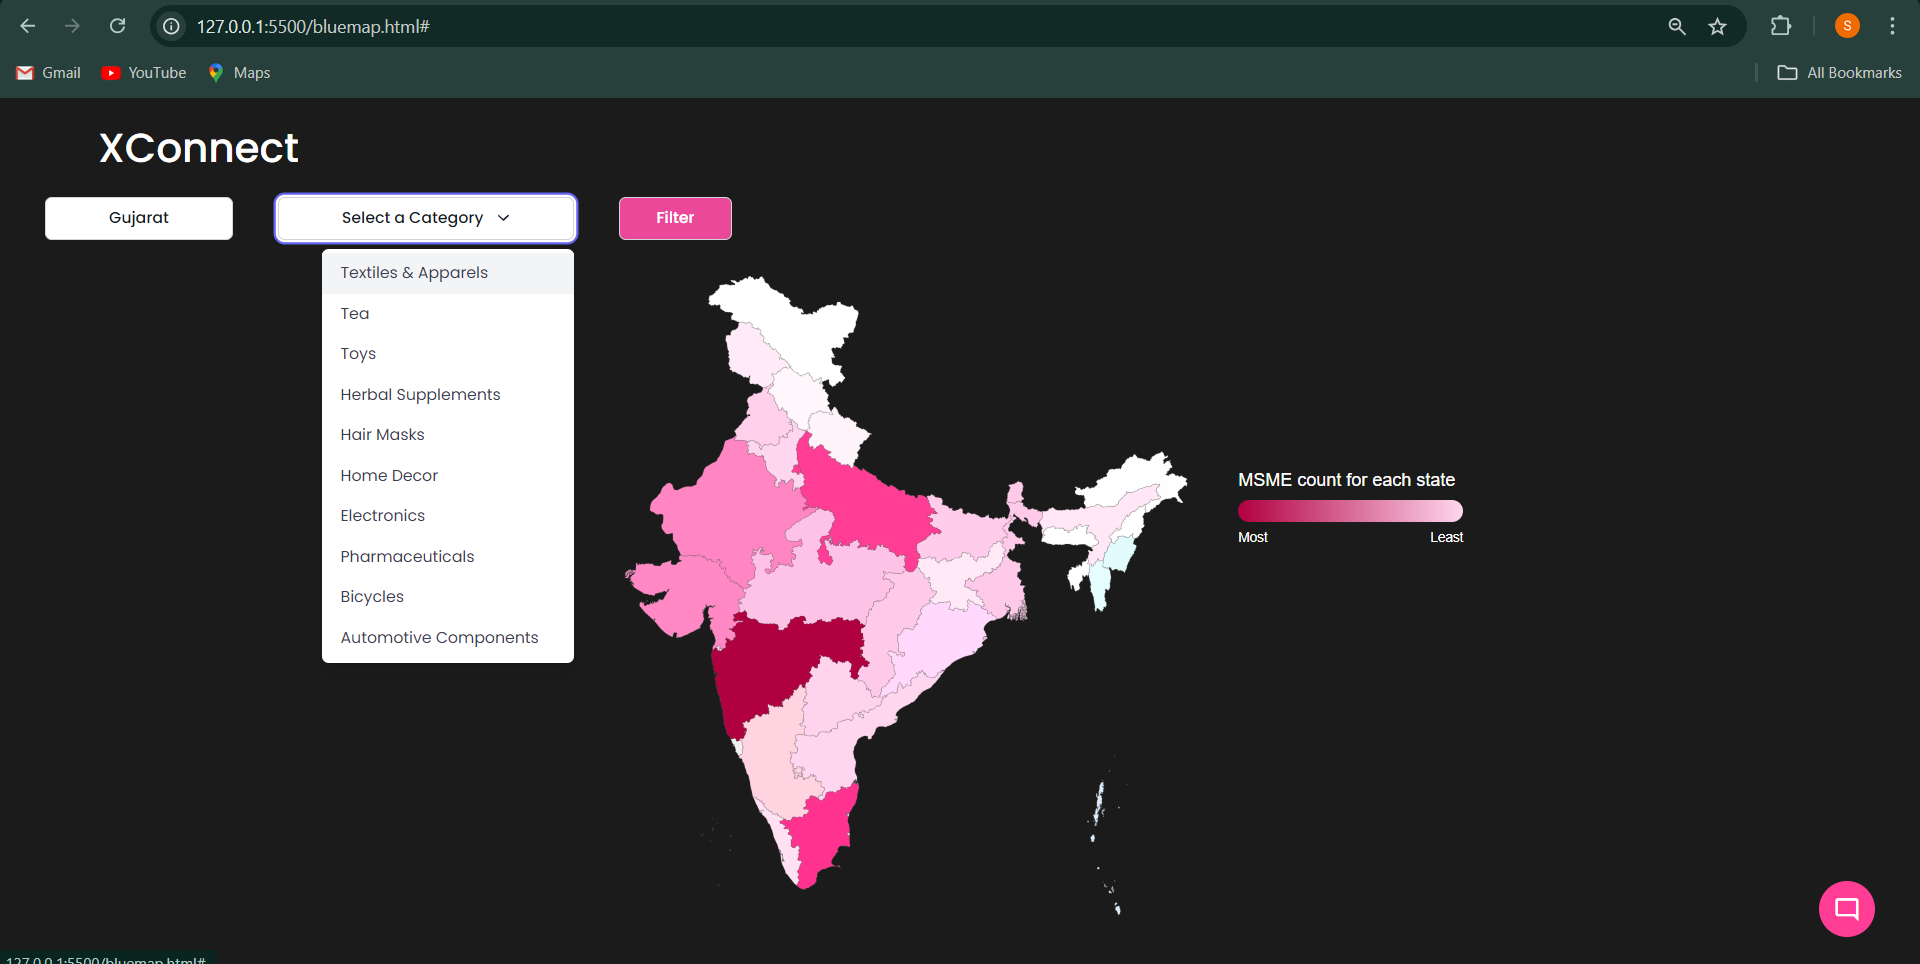 127.0.0.1:5500/bluemap.html#
S
Gmail
YouTube
Maps
All Bookmarks
XConnect
Gujarat
Select a Category
Filter
Textiles & Apparels
Tea
Toys
Herbal Supplements
Hair Masks
Home Decor
Electronics
Pharmaceuticals
Bicycles
Automotive Components
MSME count for each state
Most
Least
127.0.0.1:5500/bluemap.html#